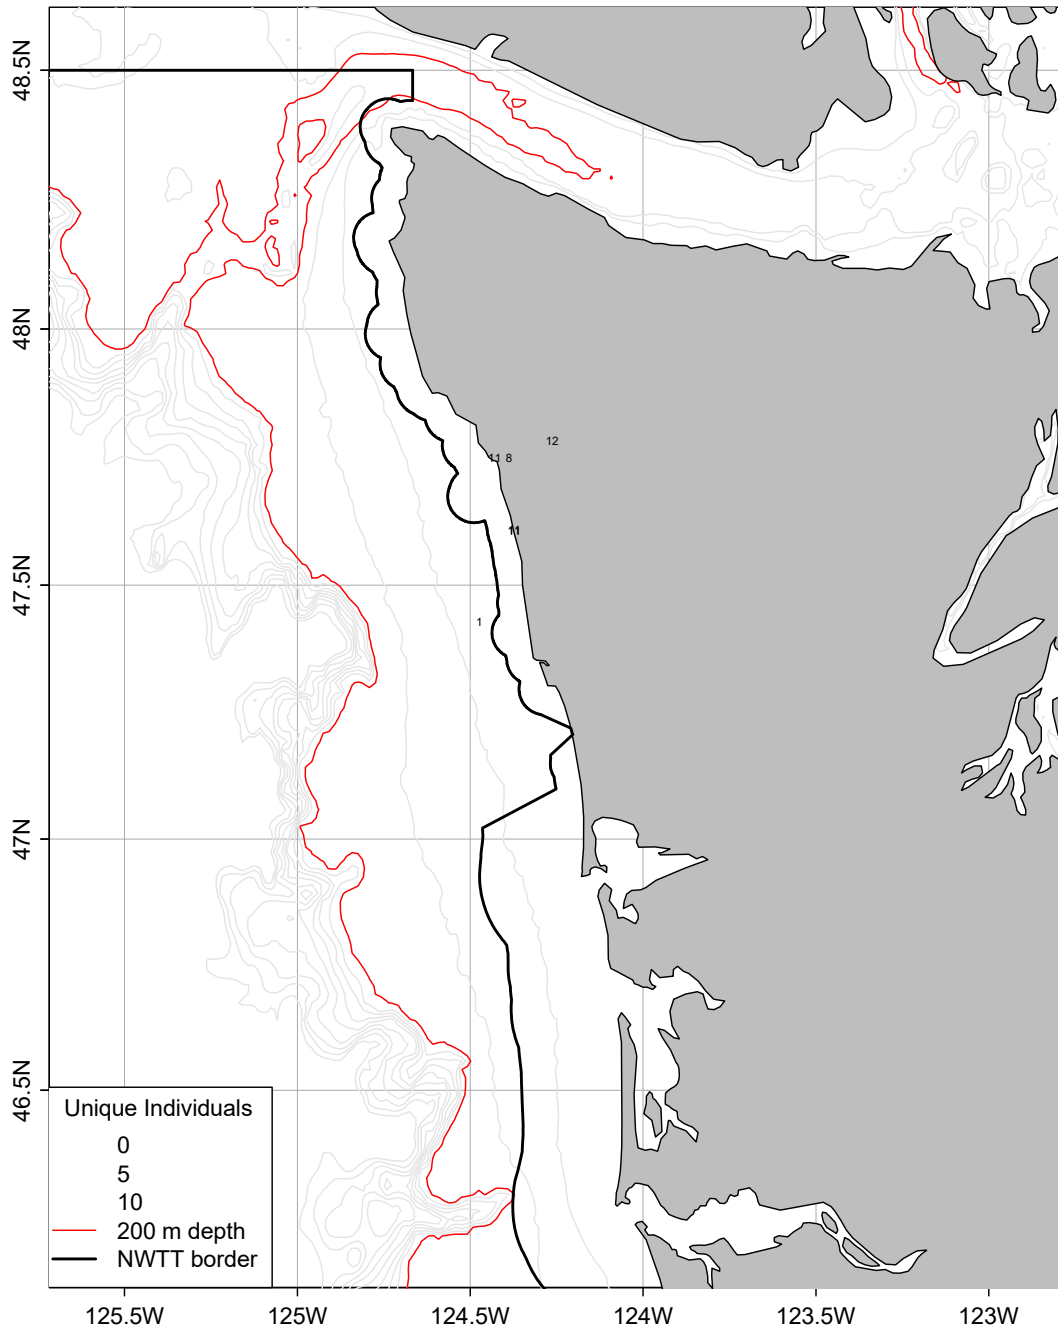 48.5N
48N
12
11 8
11
47.5N
1
47N
46.5N
Unique Individuals
0
5
10
200 m depth
NWTT border
125.5W 125W 124.5W 124W 123.5W 123W